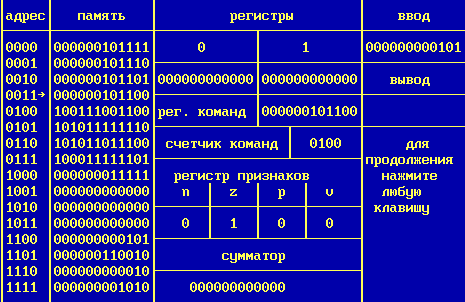 адрес память регистры ввод
0000 000000101111 0 1 000000000101
0001 000000101110
0010 000000101101 000000000000 000000000000 вывод
0011→ 000000101100
0100 100111001100 рег. команд 000000101100
0101 101011111110
0110 101011011100 счетчик команд 0100 для
0111 100011111101 продолжения
1000 000000011111 регистр признаков нажмите
1001 000000000000 n z p v любую
1010 000000000000 клавишу
1011 000000000000 0 1 0 0
1100 000000000101
1101 000000110010 сумматор
1110 000000000010
1111 000000001010 000000000000